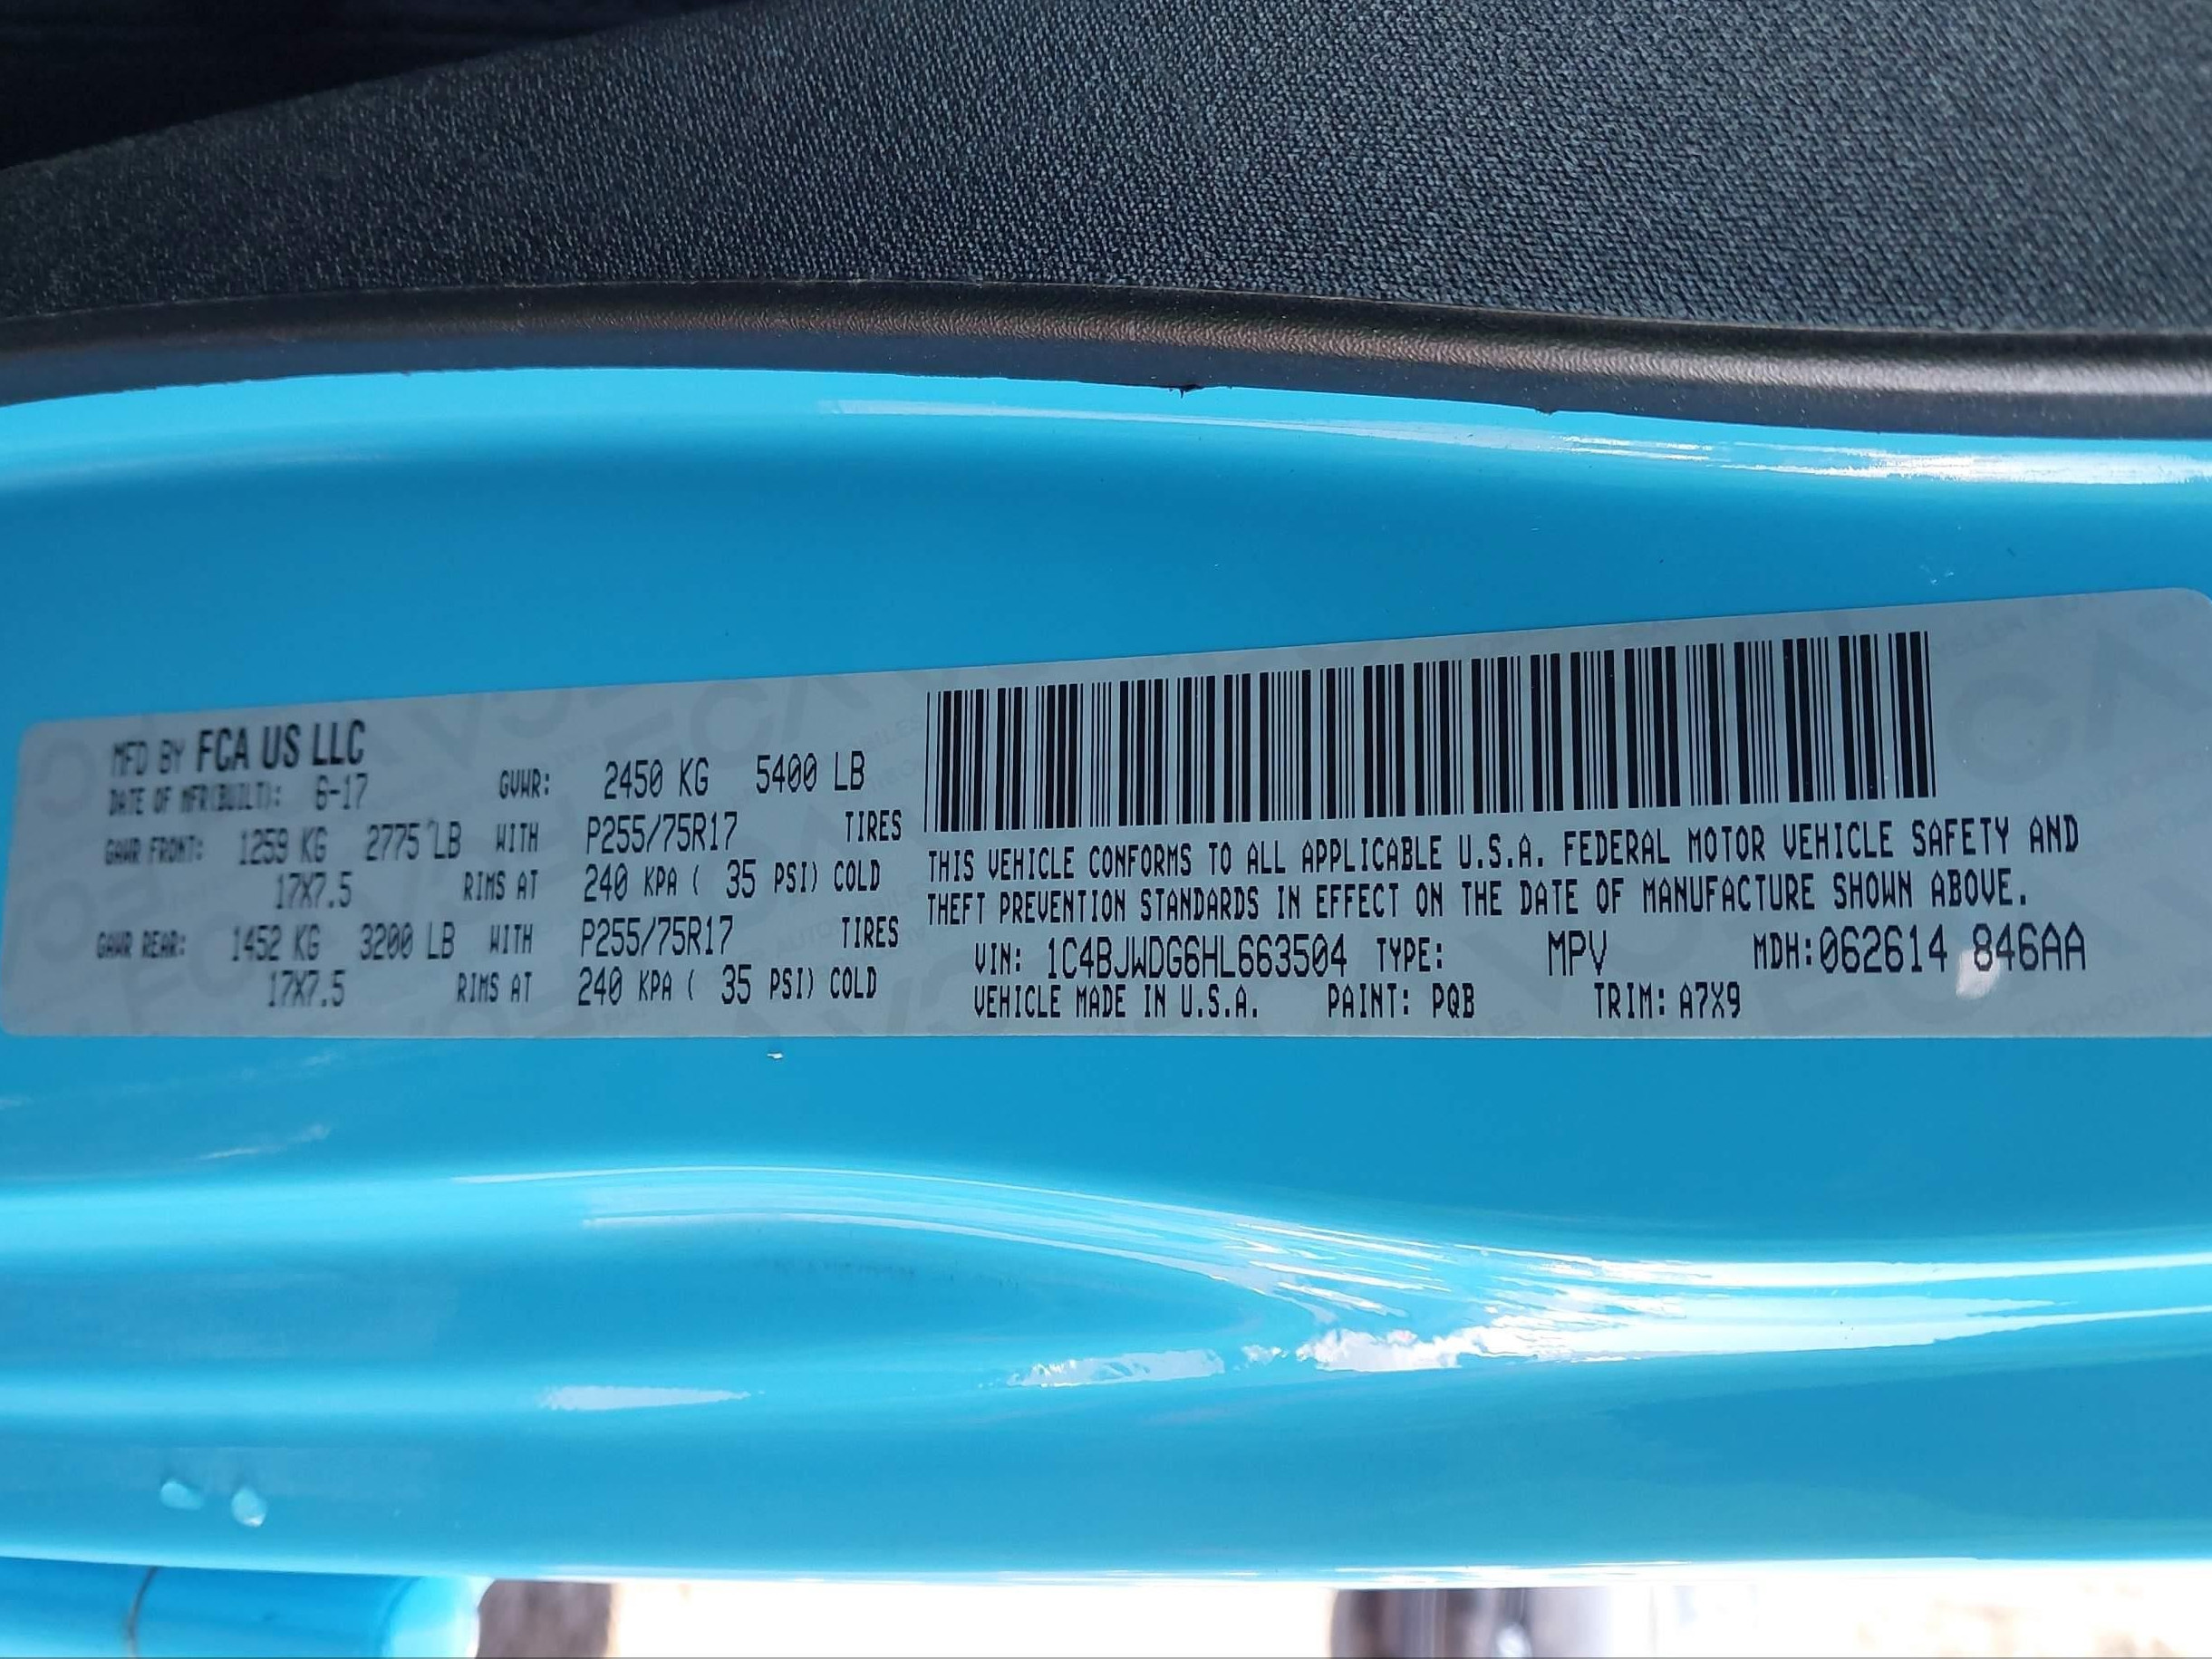 MFD BY FCA US LLC
DATE OF MFR(BUILT): 6-17 GVWR: 2450 KG 5400 LB
GAWR FRONT: 1259 KG 2775 LB WITH P255/75R17 TIRES
17X7.5 RIMS AT 240 KPA ( 35 PSI) COLD
GAWR REAR: 1452 KG 3200 LB WITH P255/75R17 TIRES
17X7.5 RIMS AT 240 KPA ( 35 PSI) COLD
THIS VEHICLE CONFORMS TO ALL APPLICABLE U.S.A. FEDERAL MOTOR VEHICLE SAFETY AND
THEFT PREVENTION STANDARDS IN EFFECT ON THE DATE OF MANUFACTURE SHOWN ABOVE.
VIN: 1C4BJWDG6HL663504 TYPE: MPV MDH:062614 846AA
VEHICLE MADE IN U.S.A. PAINT: PQB TRIM: A7X9